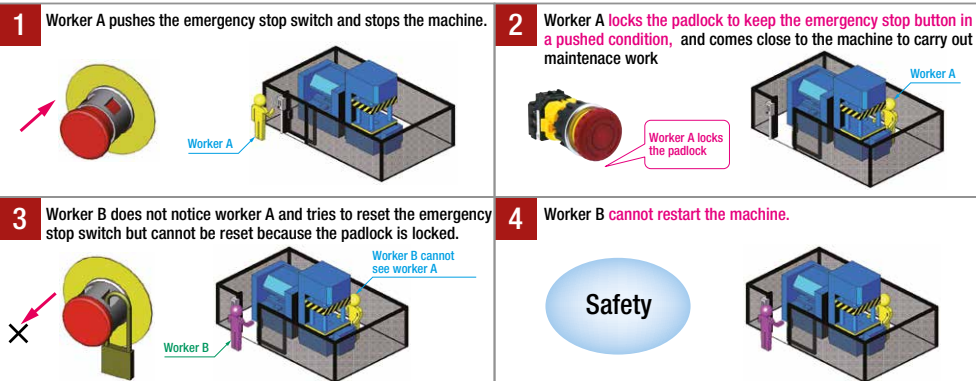 1
Worker A pushes the emergency stop switch and stops the machine.
Worker A
2
Worker A locks the padlock to keep the emergency stop button in
a pushed condition, and comes close to the machine to carry out
maintenace work
Worker A
Worker A locks
the padlock
3
Worker B does not notice worker A and tries to reset the emergency
stop switch but cannot be reset because the padlock is locked.
Worker B cannot
see worker A
Worker B
4
Worker B cannot restart the machine.
Safety